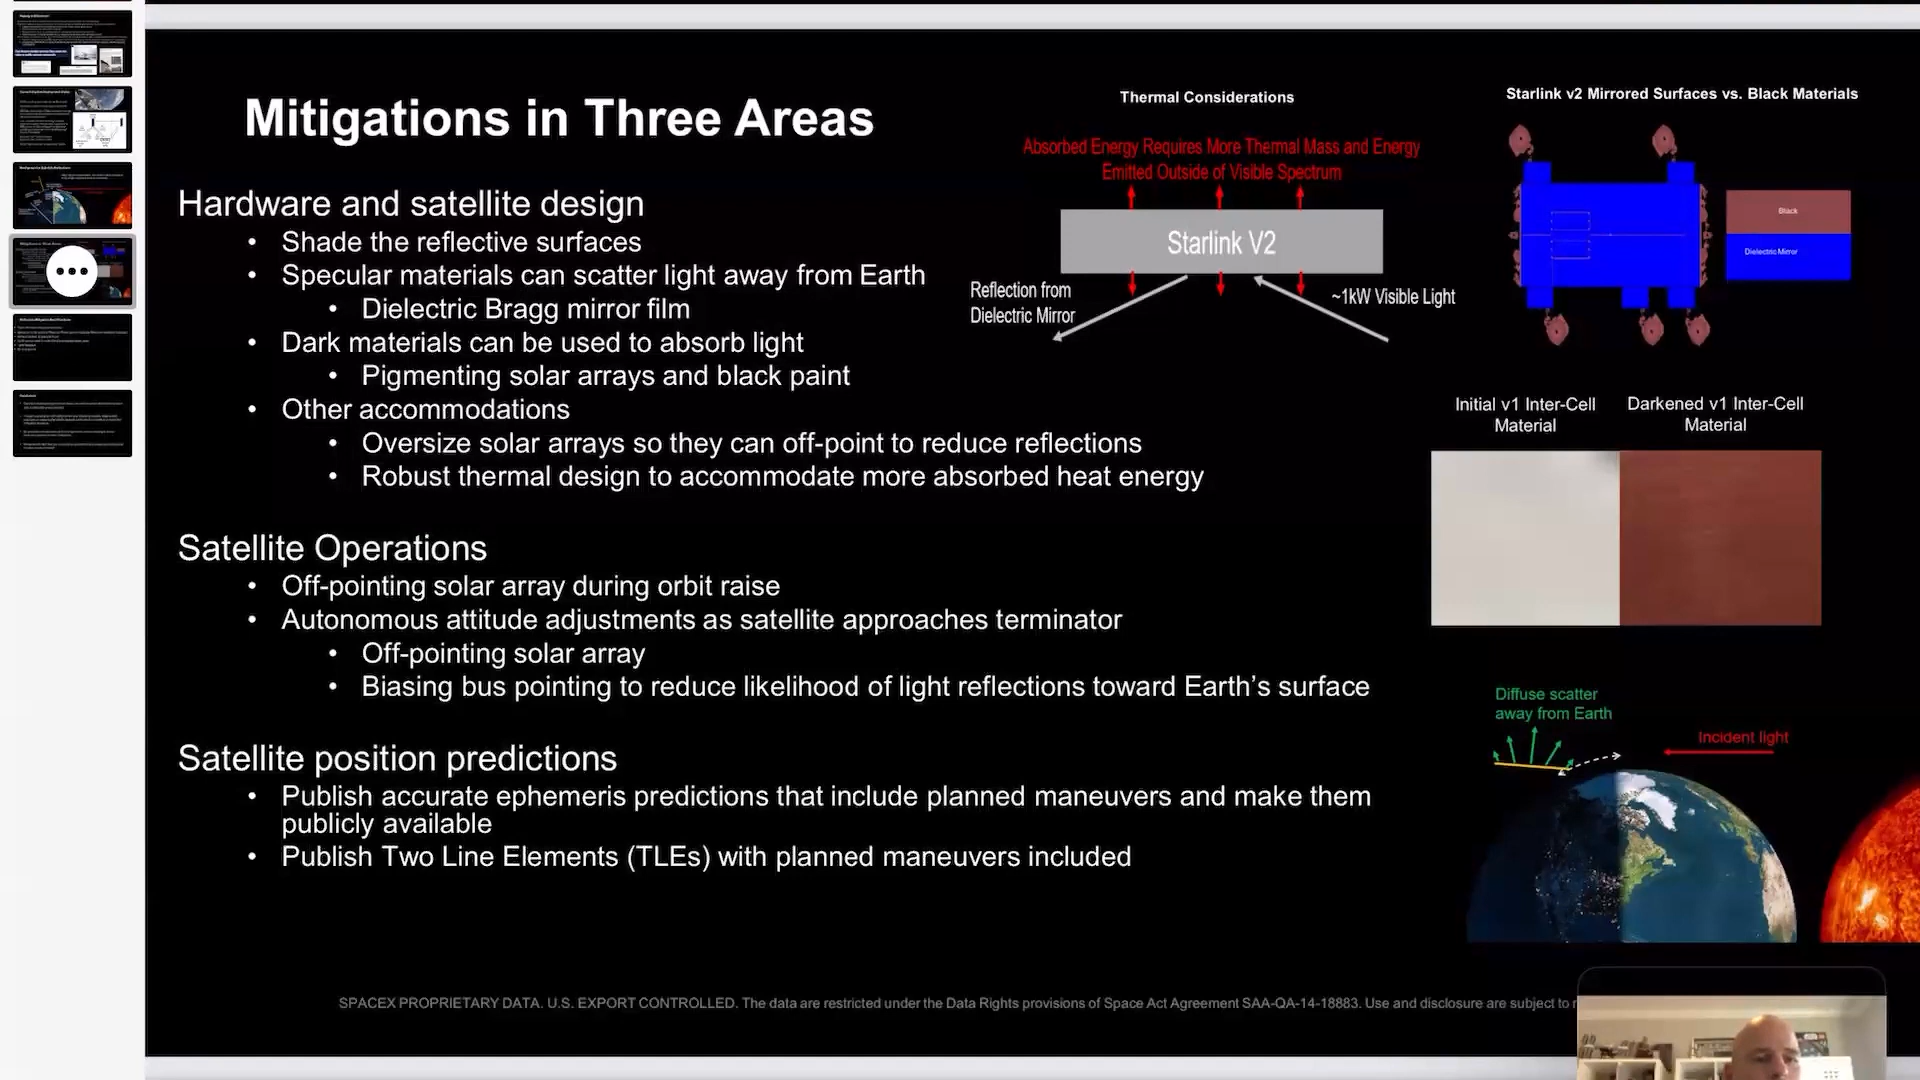 Mitigations in Three Areas
Hardware and satellite design
• Shade the reflective surfaces
• Specular materials can scatter light away from Earth
• Dielectric Bragg mirror film
• Dark materials can be used to absorb light
• Pigmenting solar arrays and black paint
• Other accommodations
• Oversize solar arrays so they can off-point to reduce reflections
• Robust thermal design to accommodate more absorbed heat energy
Satellite Operations
• Off-pointing solar array during orbit raise
• Autonomous attitude adjustments as satellite approaches terminator
• Off-pointing solar array
• Biasing bus pointing to reduce likelihood of light reflections toward Earth's surface
Satellite position predictions
• Publish accurate ephemeris predictions that include planned maneuvers and make them
publicly available
• Publish Two Line Elements (TLEs) with planned maneuvers included
Thermal Considerations
Absorbed Energy Requires More Thermal Mass and Energy
Emitted Outside of Visible Spectrum
Starlink V2
Reflection from
Dielectric Mirror
~1kW Visible Light
Starlink v2 Mirrored Surfaces vs. Black Materials
Black
Dielectric Mirror
Initial v1 Inter-Cell
Material
Darkened v1 Inter-Cell
Material
Diffuse scatter
away from Earth
Incident light
SPACEX PROPRIETARY DATA. U.S. EXPORT CONTROLLED. The data are restricted under the Data Rights provisions of Space Act Agreement SAA-QA-14-18883. Use and disclosure are subject to